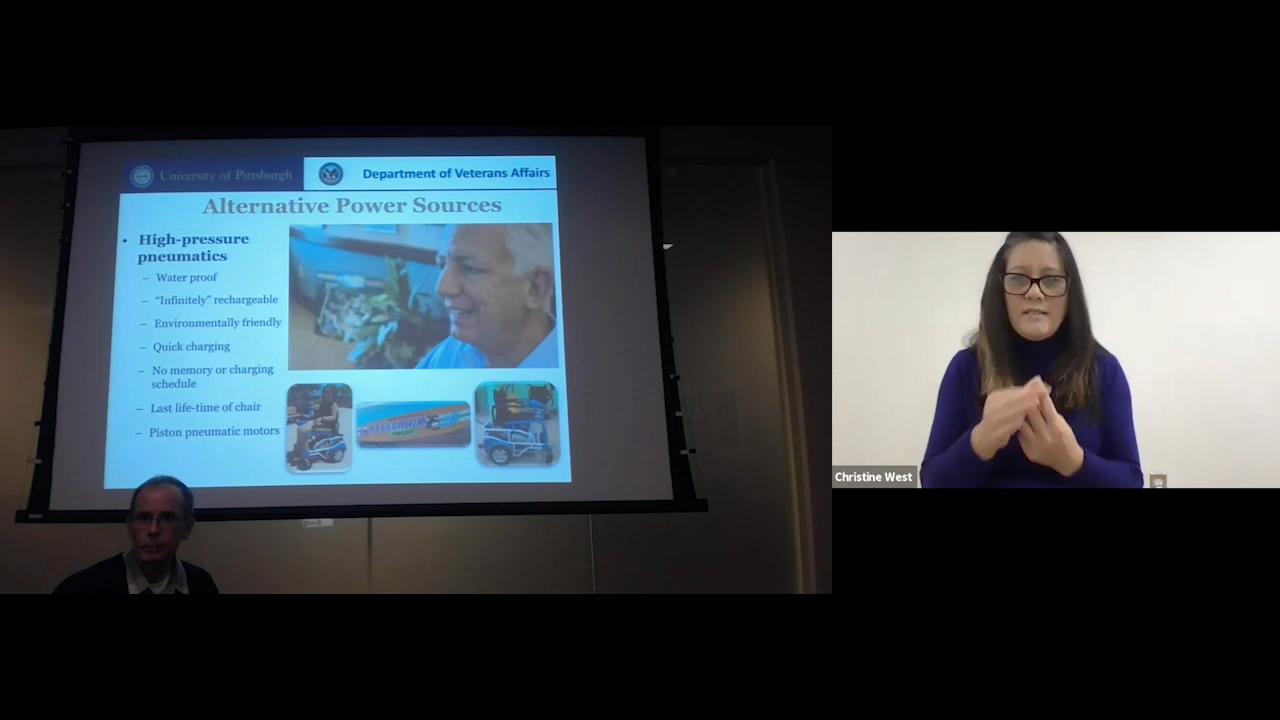 University of Pittsburgh
Department of Veterans Affairs
Alternative Power Sources
• High-pressure
pneumatics
– Water proof
– "Infinitely" rechargeable
– Environmentally friendly
– Quick charging
– No memory or charging
schedule
– Last life-time of chair
– Piston pneumatic motors
Christine West